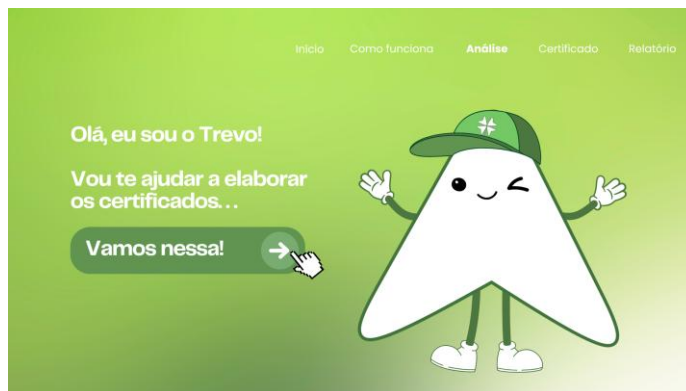 Início
Como funciona
Análise
Certificado
Relatório
Olá, eu sou o Trevo!
Vou te ajudar a elaborar
os certificados...
Vamos nessa!